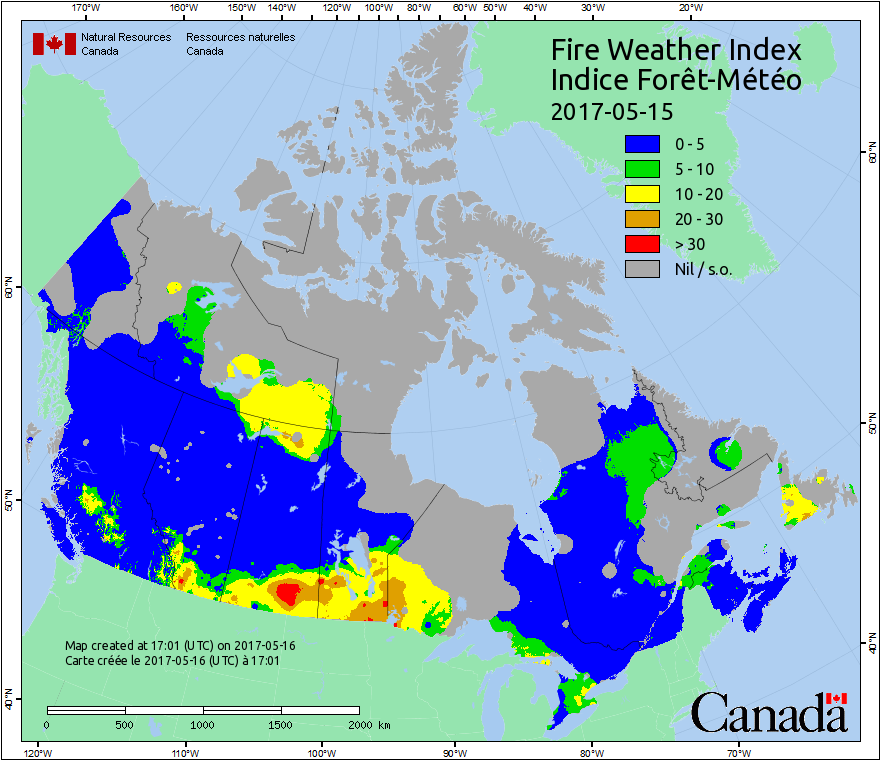 170°W 160°W 150°W 140°W 120°W 100°W 80°W 60°W 50°W 40°W 30°W 20°W
Natural Resources Ressources naturelles
Canada Canada
Fire Weather Index
Indice Forêt-Météo
2017-05-15
0 - 5
5 - 10
10 - 20
20 - 30
> 30
Nil / s.o.
60°N 60°N
50°N 50°N
40°N 40°N
Map created at 17:01 (UTC) on 2017-05-16
Carte créée le 2017-05-16 (UTC) à 17:01
0 500 1000 1500 2000 km
Canada
120°W 110°W 100°W 90°W 80°W 70°W